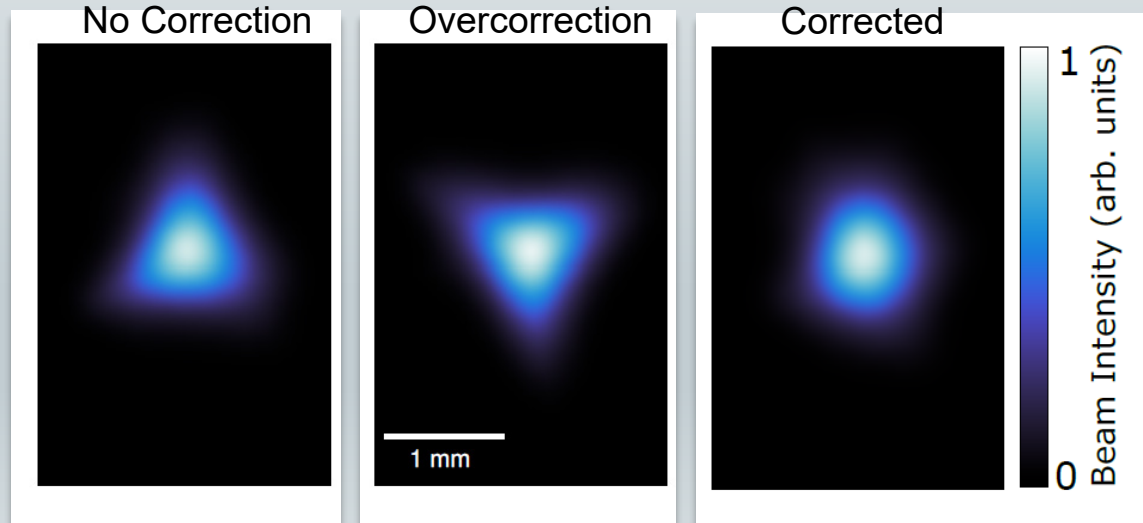 No Correction
Overcorrection
Corrected
1 mm
1
0
Beam Intensity (arb. units)